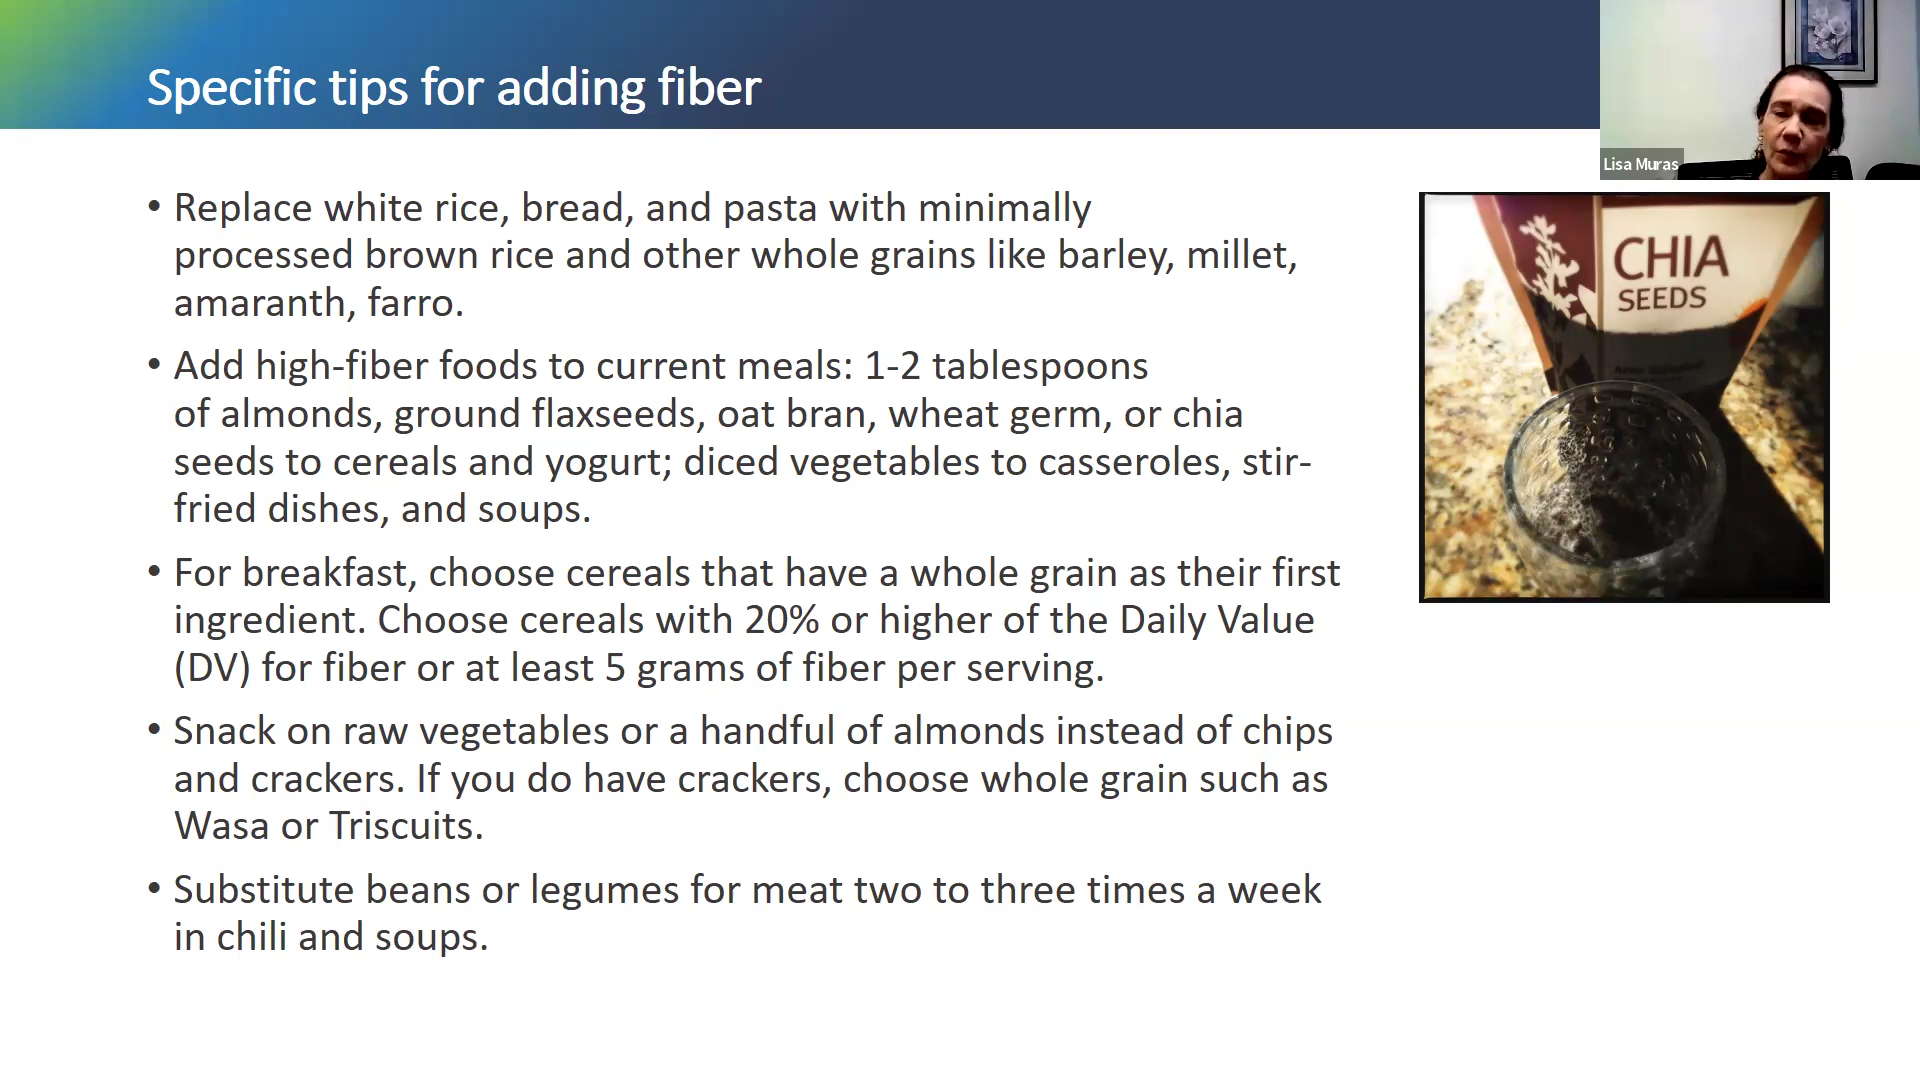 Specific tips for adding fiber
Lisa Muras
• Replace white rice, bread, and pasta with minimally
processed brown rice and other whole grains like barley, millet,
amaranth, farro.
• Add high-fiber foods to current meals: 1-2 tablespoons
of almonds, ground flaxseeds, oat bran, wheat germ, or chia
seeds to cereals and yogurt; diced vegetables to casseroles, stir-
fried dishes, and soups.
• For breakfast, choose cereals that have a whole grain as their first
ingredient. Choose cereals with 20% or higher of the Daily Value
(DV) for fiber or at least 5 grams of fiber per serving.
• Snack on raw vegetables or a handful of almonds instead of chips
and crackers. If you do have crackers, choose whole grain such as
Wasa or Triscuits.
• Substitute beans or legumes for meat two to three times a week
in chili and soups.
CHIA
SEEDS